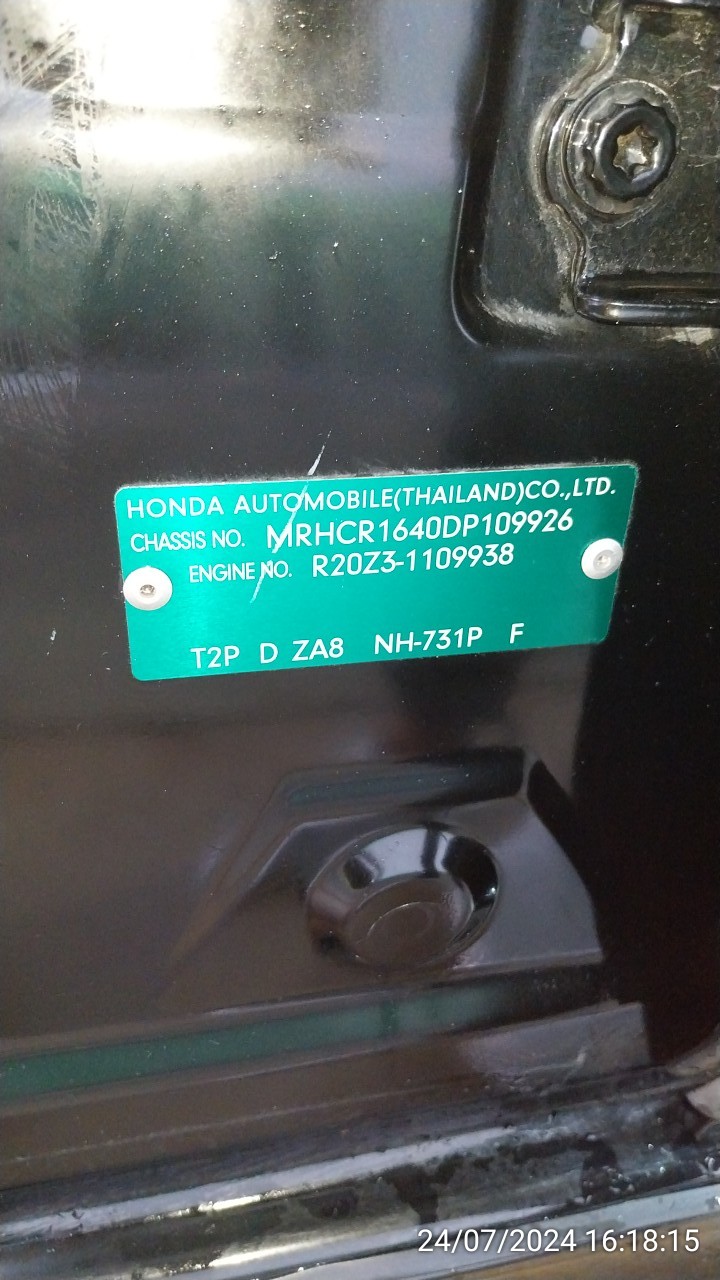 HONDA AUTOMOBILE(THAILAND)CO.,LTD.
CHASSIS NO. MRHCR1640DP109926
ENGINE NO. R20Z3-1109938
T2P D ZA8 NH-731P F
24/07/2024 16:18:15